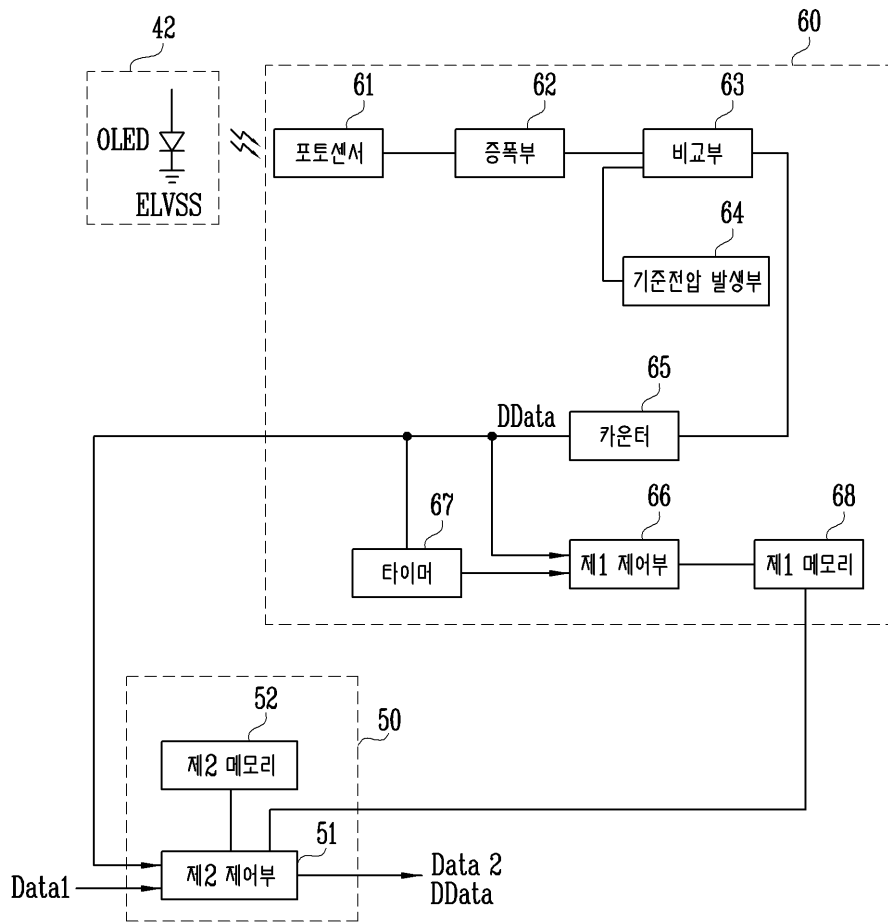 42
60
61
62
63
OLED
포토센서
증폭부
비교부
ELVSS
64
기준전압 발생부
65
DData
카운터
67
66
68
타이머
제1 제어부
제1 메모리
52
50
제2 메모리
51
제2 제어부
Data1
Data 2
DData